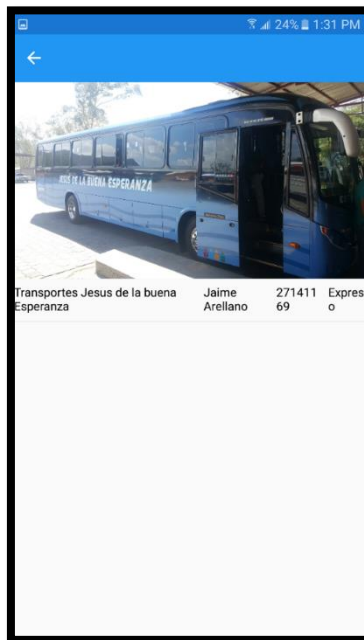 24% 1:31 PM
JESUS DE LA BUENA ESPERANZA
Transportes Jesus de la buena
Esperanza
Jaime
Arellano
271411
69
Expres
o